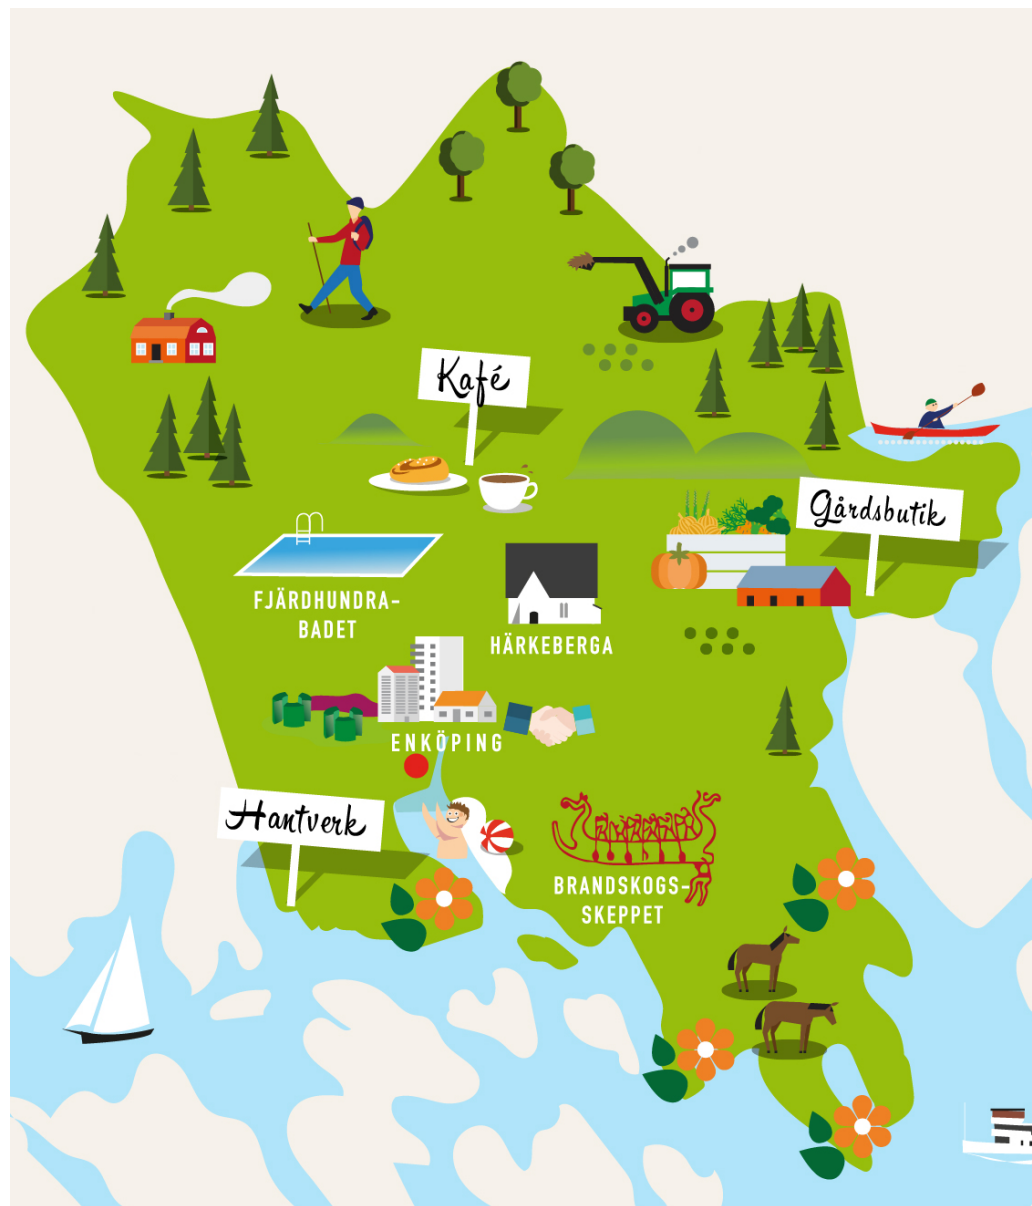 Kafé
Gårdsbutik
FJÄRDHUNDRA-
BADET
HÄRKEBERGA
ENKÖPING
Hantverk
BRANDSKOGS-
SKEPPET